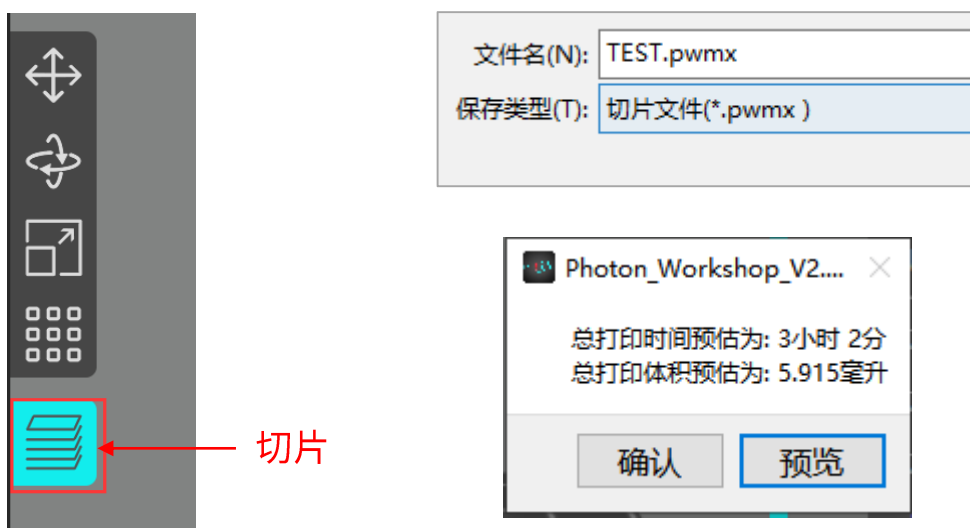 文件名(N): TEST.pwmx
保存类型(T): 切片文件(*.pwmx )
Photon_Workshop_V2....
总打印时间预估为: 3小时 2分
总打印体积预估为: 5.915毫升
确认 预览
切片